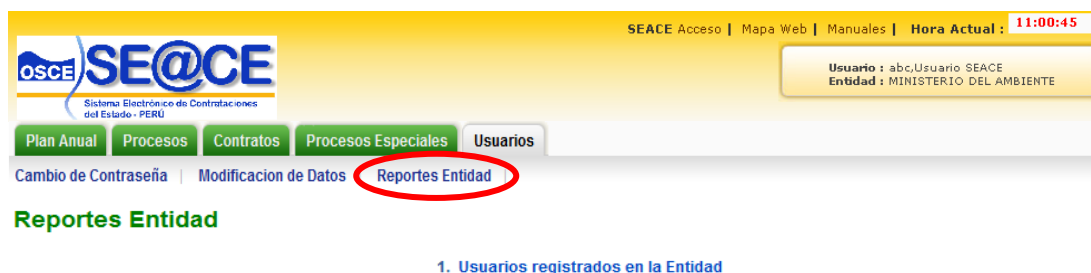 SEACE Acceso | Mapa Web | Manuales | Hora Actual : 11:00:45
Usuario : abc,Usuario SEACE
Entidad : MINISTERIO DEL AMBIENTE
OSCE SE@CE
Sistema Electrónico de Contrataciones
del Estado - PERÚ
Plan Anual Procesos Contratos Procesos Especiales Usuarios
Cambio de Contraseña | Modificacion de Datos | Reportes Entidad |
Reportes Entidad
1. Usuarios registrados en la Entidad